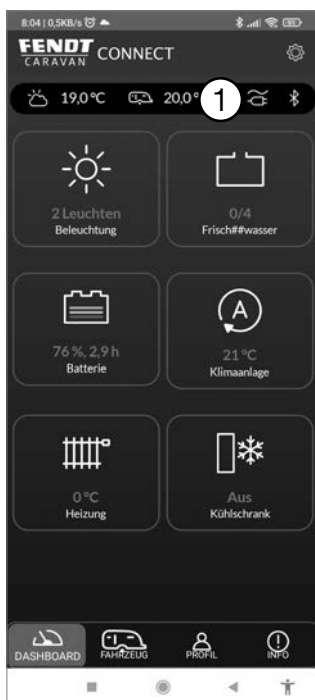 8:04 | 0,5KB/s
FENDT CONNECT
CARAVAN
19,0°C 20,0° 1
2 Leuchten
Beleuchtung
0/4
Frisch##wasser
76 %, 2,9 h
Batterie
21 °C
Klimaanlage
0 °C
Heizung
Aus
Kühlschrank
DASHBOARD FAHRZEUG PROFIL INFO